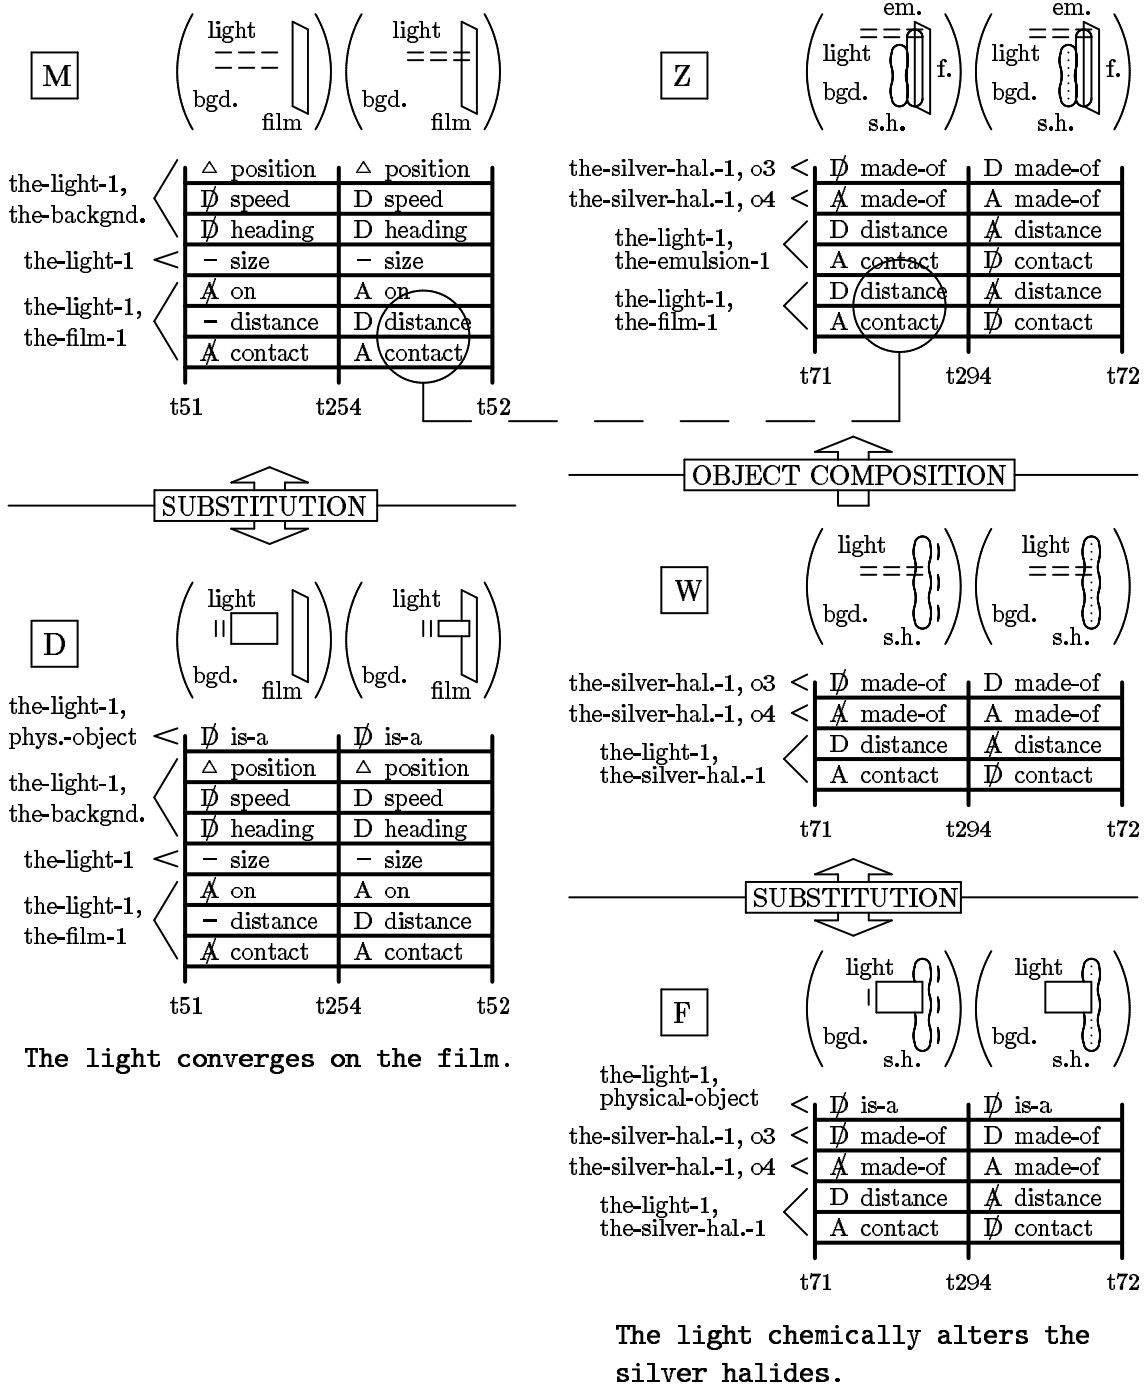 M
light
bgd.
film
light
bgd.
film
the-light-1,
the-backgnd.
△ position △ position
D̸ speed D speed
D̸ heading D heading
the-light-1
– size – size
the-light-1,
the-film-1
A̸ on A on
– distance D distance
A̸ contact A contact
t51 t254 t52
SUBSTITUTION
D
light
bgd.
film
light
bgd.
film
the-light-1,
phys.-object
D̸ is-a D̸ is-a
the-light-1,
the-backgnd.
△ position △ position
D̸ speed D speed
D̸ heading D heading
the-light-1
– size – size
the-light-1,
the-film-1
A̸ on A on
– distance D distance
A̸ contact A contact
t51 t254 t52
The light converges on the film.
Z
em.
light
bgd.
f.
s.h.
em.
light
bgd.
f.
s.h.
the-silver-hal.-1, o3
D̸ made-of D made-of
the-silver-hal.-1, o4
A̸ made-of A made-of
the-light-1,
the-emulsion-1
D distance A̸ distance
A contact D̸ contact
the-light-1,
the-film-1
D distance A̸ distance
A contact D̸ contact
t71 t294 t72
OBJECT COMPOSITION
W
light
bgd.
s.h.
light
bgd.
s.h.
the-silver-hal.-1, o3
D̸ made-of D made-of
the-silver-hal.-1, o4
A̸ made-of A made-of
the-light-1,
the-silver-hal.-1
D distance A̸ distance
A contact D̸ contact
t71 t294 t72
SUBSTITUTION
F
light
bgd.
s.h.
light
bgd.
s.h.
the-light-1,
physical-object
D̸ is-a D̸ is-a
the-silver-hal.-1, o3
D̸ made-of D made-of
the-silver-hal.-1, o4
A̸ made-of A made-of
the-light-1,
the-silver-hal.-1
D distance A̸ distance
A contact D̸ contact
t71 t294 t72
The light chemically alters the
silver halides.